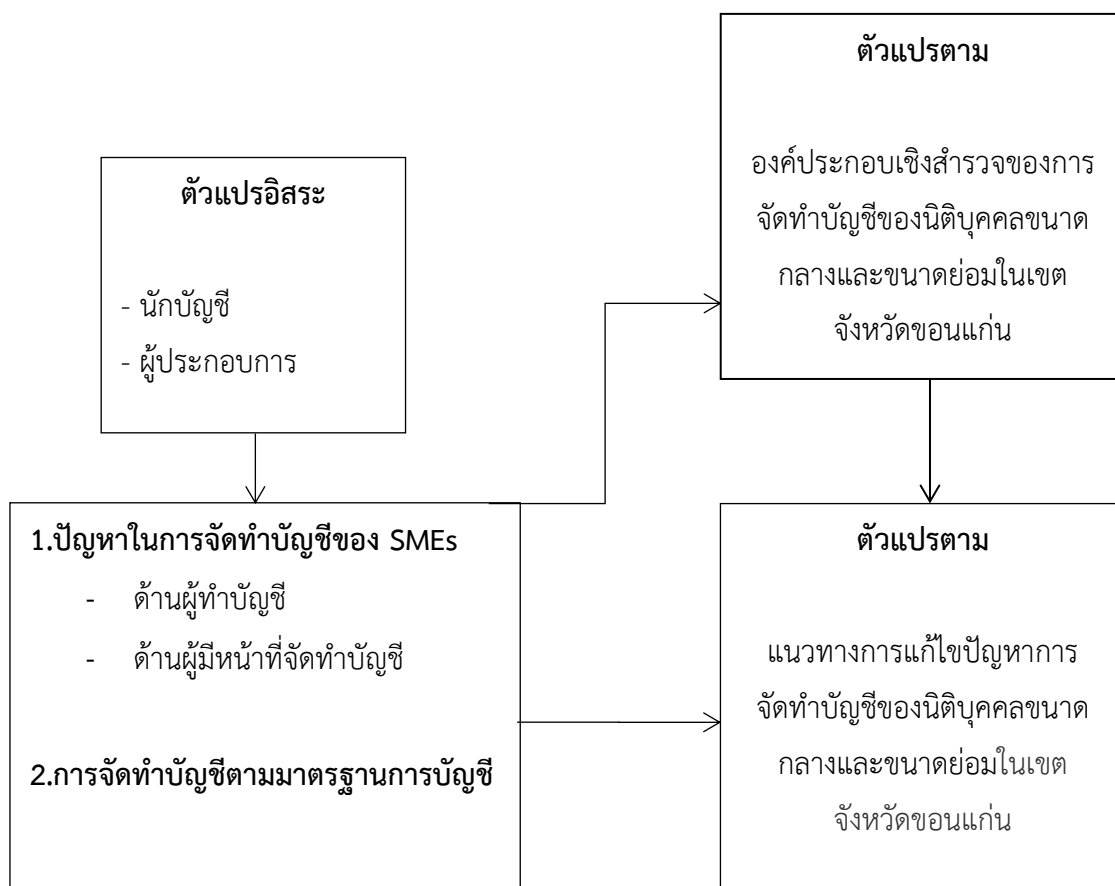 ตัวแปรอิสระ
- นักบัญชี
- ผู้ประกอบการ
1.ปัญหาในการจัดทำบัญชีของ SMEs
- ด้านผู้ทำบัญชี
- ด้านผู้มีหน้าที่จัดทำบัญชี
2.การจัดทำบัญชีตามมาตรฐานการบัญชี
ตัวแปรตาม
องค์ประกอบเชิงสำรวจของการ
จัดทำบัญชีของนิติบุคคลขนาด
กลางและขนาดย่อมในเขต
จังหวัดขอนแก่น
ตัวแปรตาม
แนวทางการแก้ไขปัญหาการ
จัดทำบัญชีของนิติบุคคลขนาด
กลางและขนาดย่อมในเขต
จังหวัดขอนแก่น